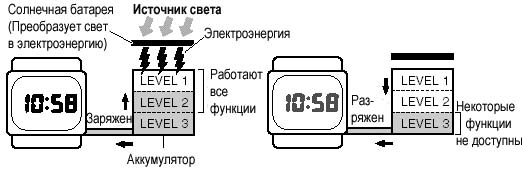 Солнечная батарея
(Преобразует свет
в электроэнергию)
Источник света
Электроэнергия
LEVEL 1
LEVEL 2
LEVEL 3
Работают
все
функции
10:58
Заряжен
Аккумулятор
10:58
Раз-
ряжен
LEVEL 1
LEVEL 2
LEVEL 3
Некоторые
функции
не доступны